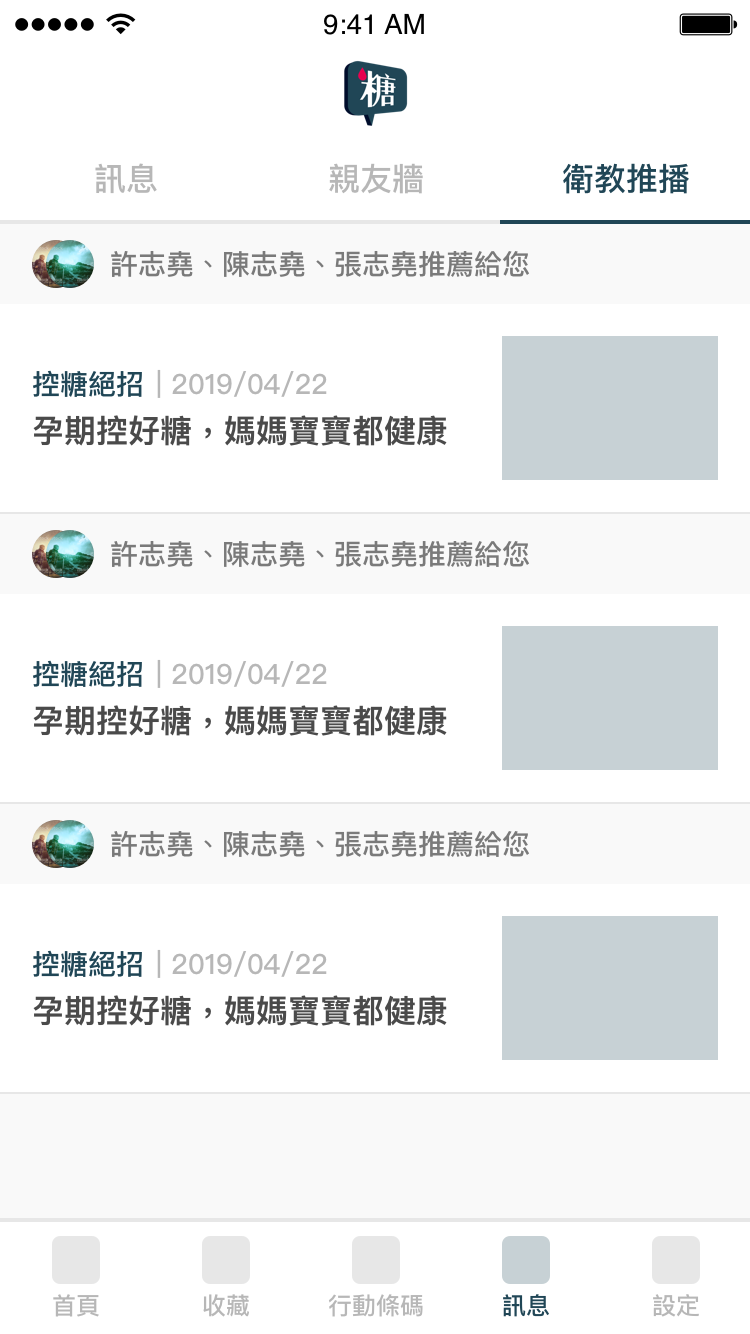 9:41 AM
糖
訊息
親友牆
衛教推播
許志堯、陳志堯、張志堯推薦給您
控糖絕招｜2019/04/22
孕期控好糖，媽媽寶寶都健康
許志堯、陳志堯、張志堯推薦給您
控糖絕招｜2019/04/22
孕期控好糖，媽媽寶寶都健康
許志堯、陳志堯、張志堯推薦給您
控糖絕招｜2019/04/22
孕期控好糖，媽媽寶寶都健康
首頁
收藏
行動條碼
訊息
設定